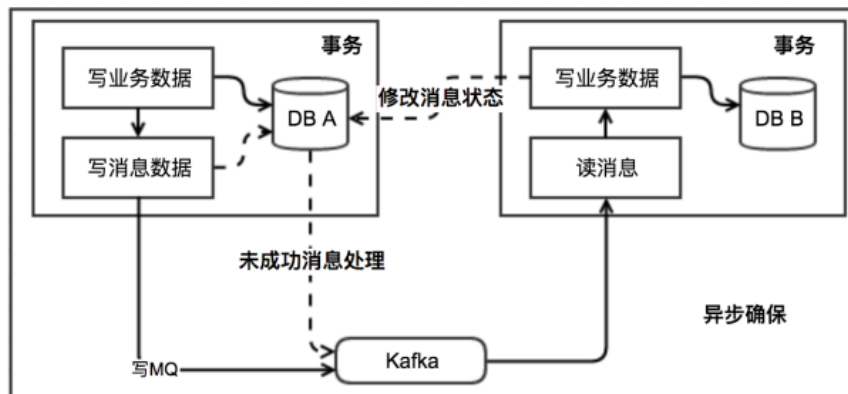 事务
写业务数据
DB A
写消息数据
修改消息状态
事务
写业务数据
DB B
读消息
未成功消息处理
异步确保
写MQ
Kafka